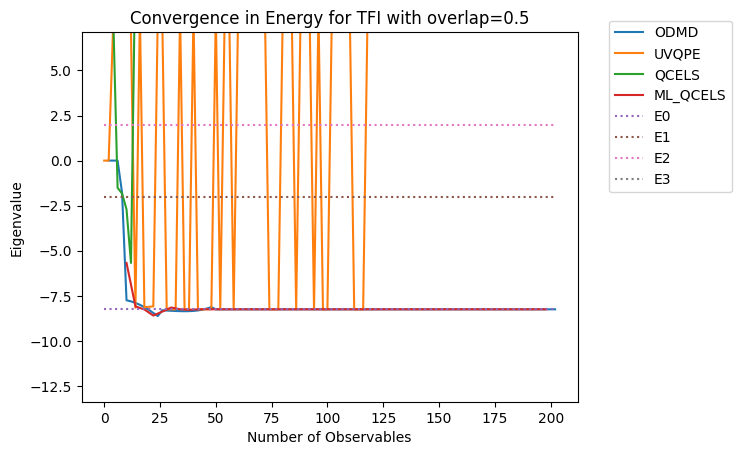 Convergence in Energy for TFI with overlap=0.5
ODMD
UVQPE
QCELS
ML_QCELS
E0
E1
E2
E3
5.0
2.5
0.0
−2.5
−5.0
−7.5
−10.0
−12.5
Eigenvalue
0 25 50 75 100 125 150 175 200
Number of Observables